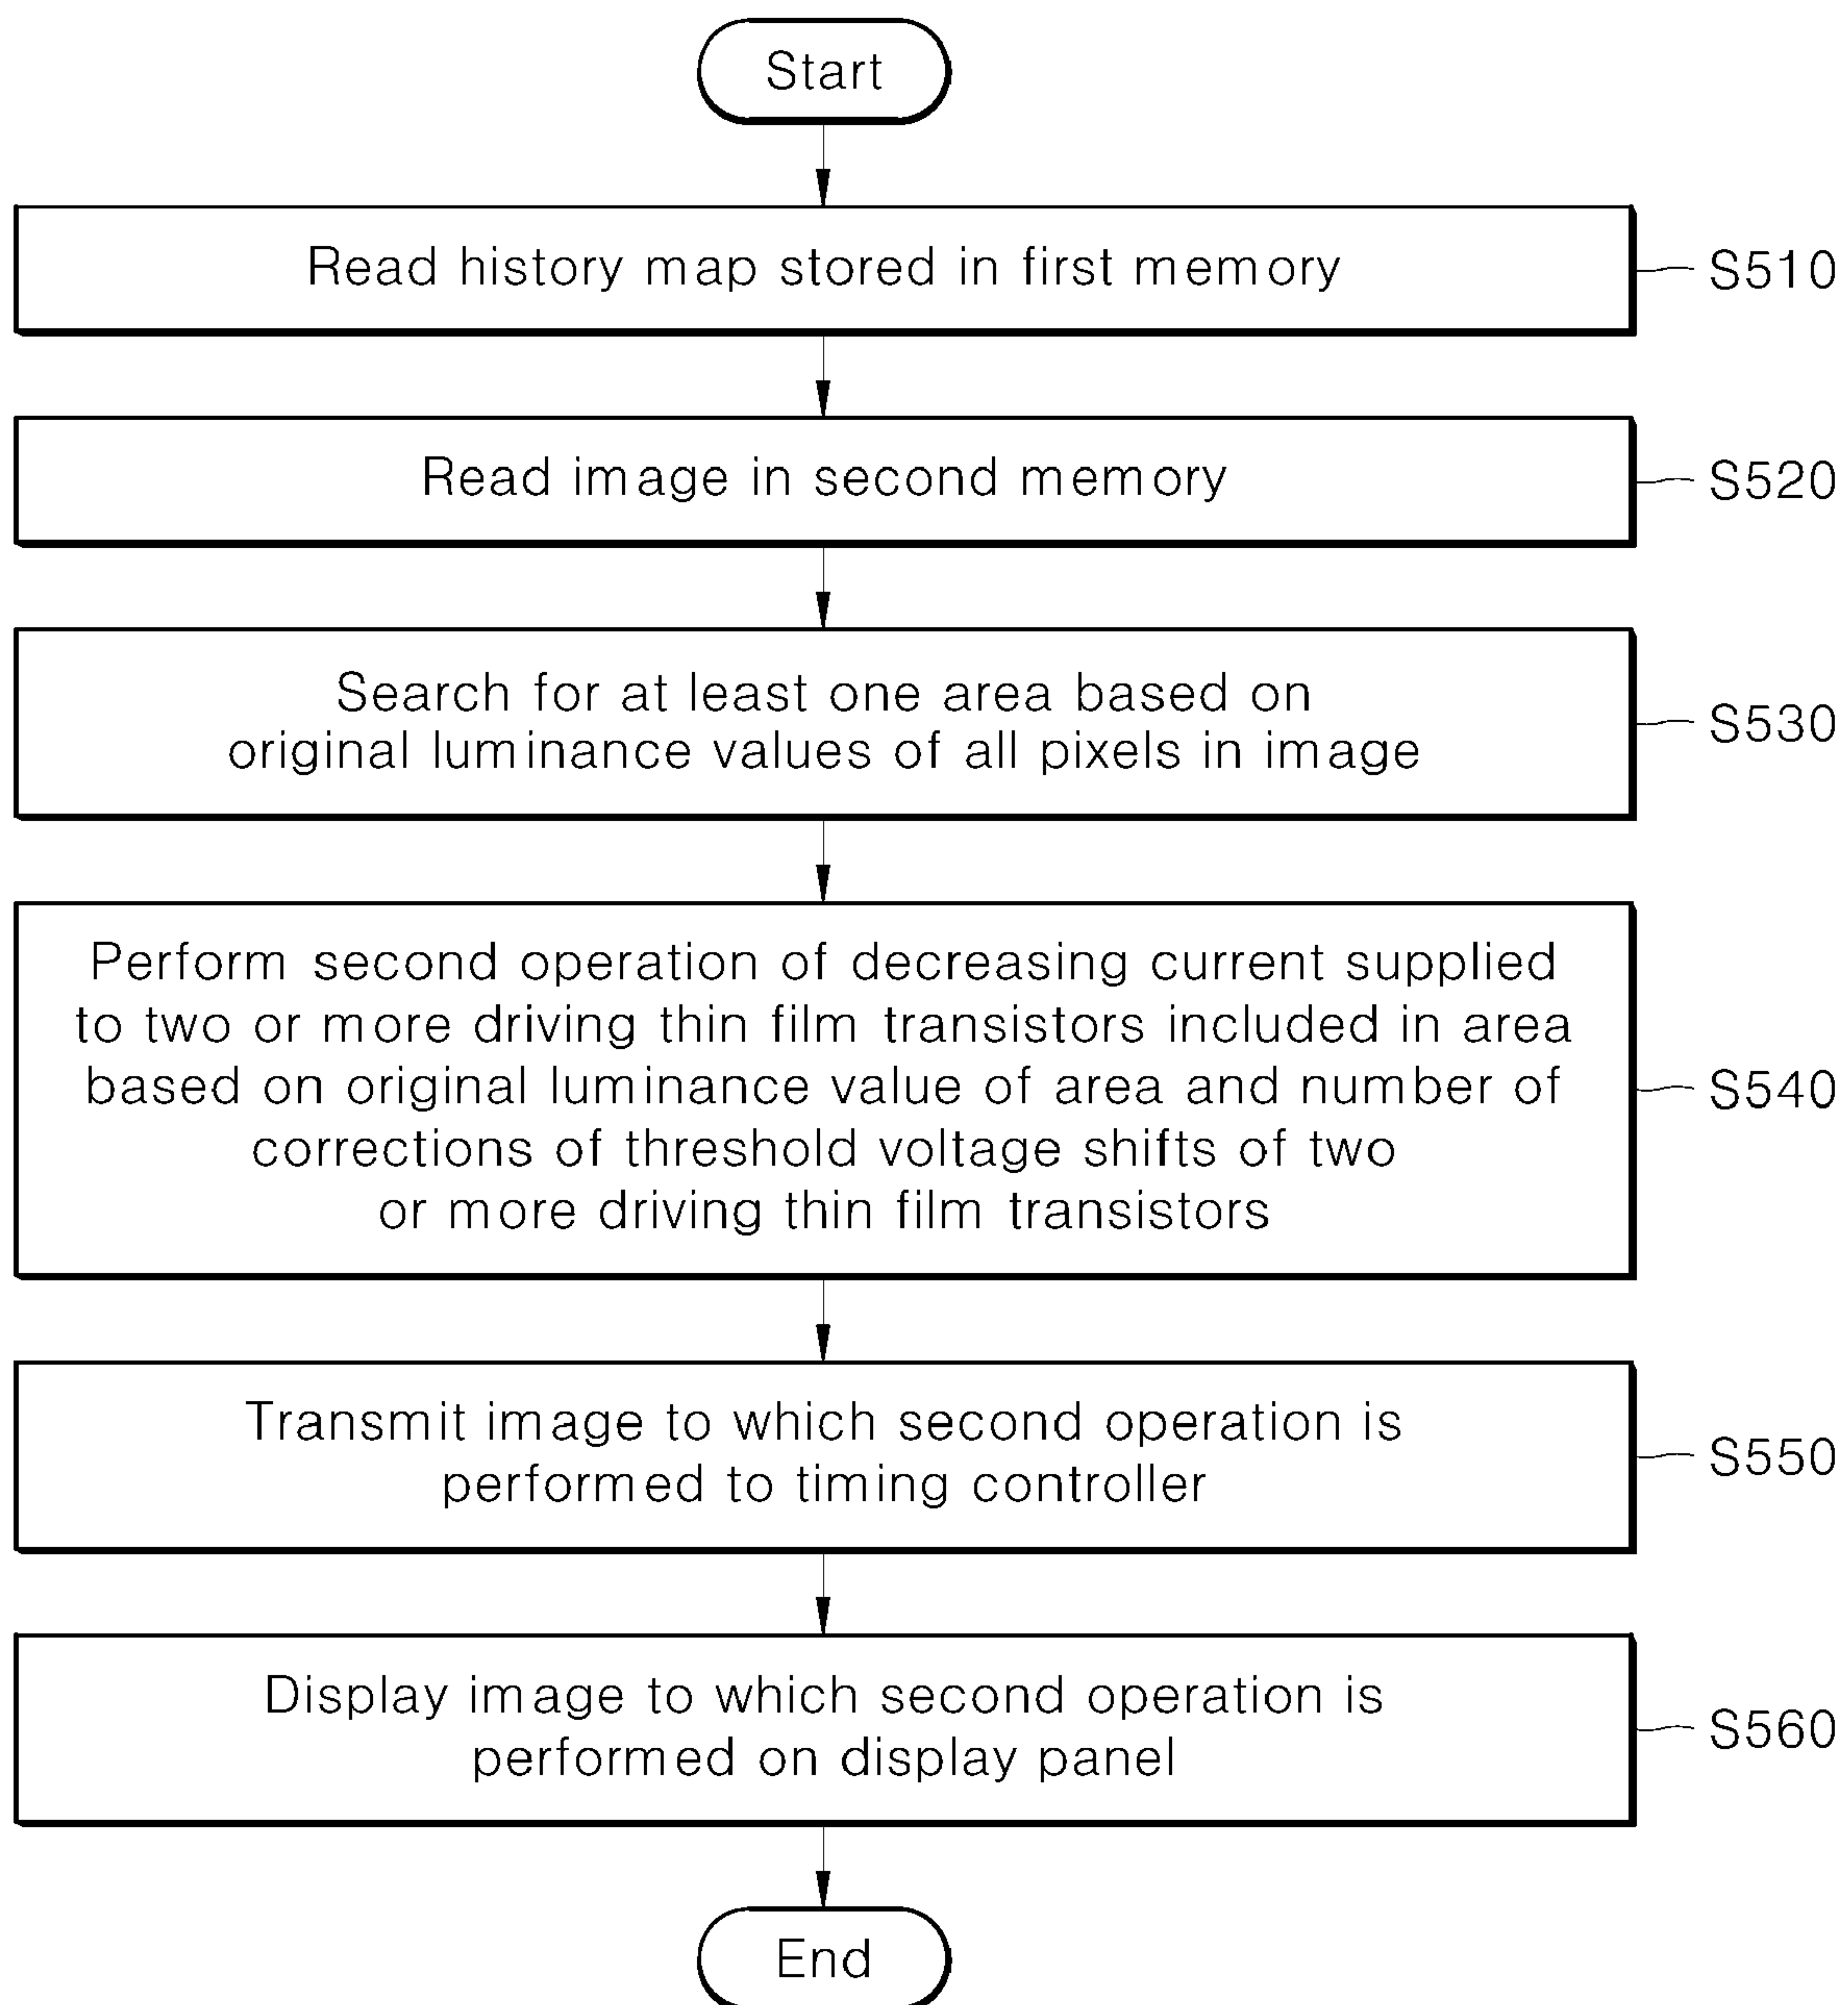 Start
Read history map stored in first memory
S510
Read image in second memory
S520
Search for at least one area based on
original luminance values of all pixels in image
S530
Perform second operation of decreasing current supplied
to two or more driving thin film transistors included in area
based on original luminance value of area and number of
corrections of threshold voltage shifts of two
or more driving thin film transistors
S540
Transmit image to which second operation is
performed to timing controller
S550
Display image to which second operation is
performed on display panel
S560
End